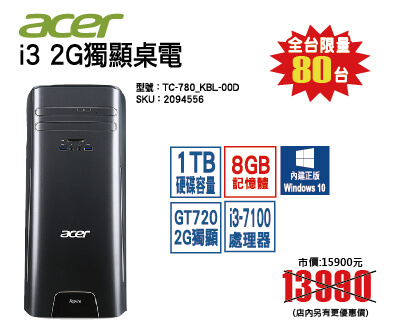 acer
i3 2G獨顯桌電
全台限量
80台
型號：TC-780_KBL-00D
SKU：2094556
1TB
硬碟容量
8GB
記憶體
內建正版
Windows 10
GT720
2G獨顯
i3-7100
處理器
acer
Aspire
市價:15900元
13990
(店內另有更優惠價)